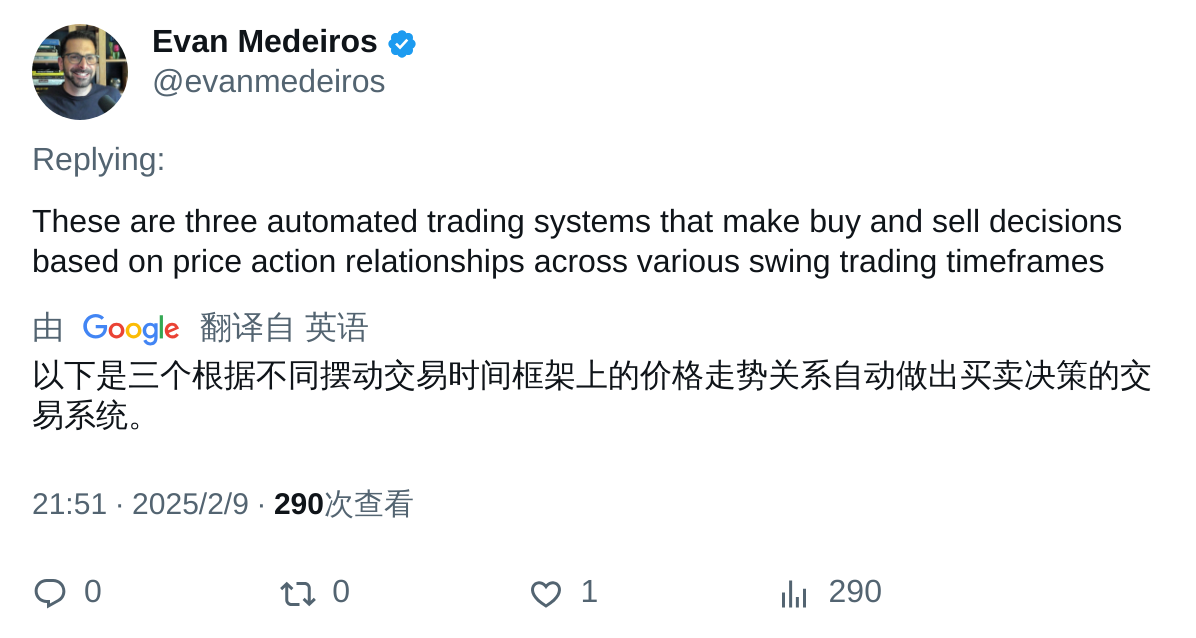 Evan Medeiros
@evanmedeiros
Replying:
These are three automated trading systems that make buy and sell decisions
based on price action relationships across various swing trading timeframes
由 Google 翻译自 英语
以下是三个根据不同摆动交易时间框架上的价格走势关系自动做出买卖决策的交
易系统。
21:51 · 2025/2/9 · 290次查看
0 0 1 290